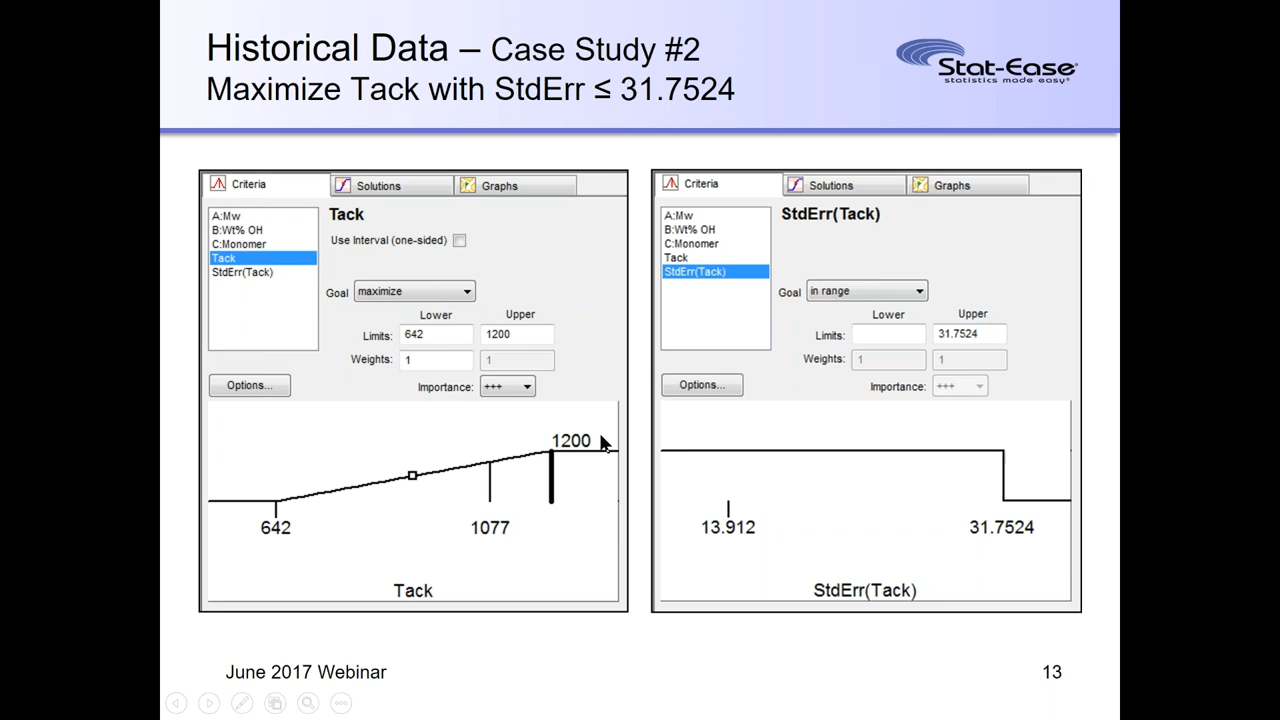 Historical Data – Case Study #2
Maximize Tack with StdErr ≤ 31.7524
Stat-Ease®
statistics made easy®
Criteria
Solutions
Graphs
A:Mw
B:Wt% OH
C:Monomer
Tack
StdErr(Tack)
Tack
Use Interval (one-sided)
Goal maximize
Lower Upper
Limits: 642 1200
Weights: 1 1
Options...
Importance: +++
1200
642 1077
Tack
Criteria
Solutions
Graphs
A:Mw
B:Wt% OH
C:Monomer
Tack
StdErr(Tack)
StdErr(Tack)
Goal in range
Lower Upper
Limits: 31.7524
Weights: 1 1
Options...
Importance: +++
13.912 31.7524
StdErr(Tack)
June 2017 Webinar
13